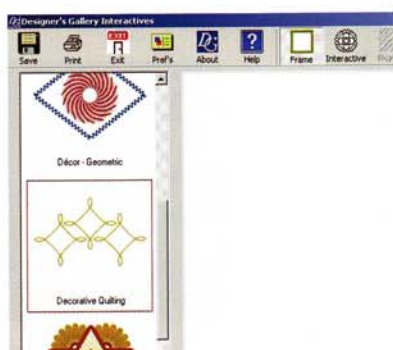 Designer's Gallery Interactives
Save Print Exit Pref's About Help Frame Interactive
EXIT
Décor - Geometric
Decorative Quilting